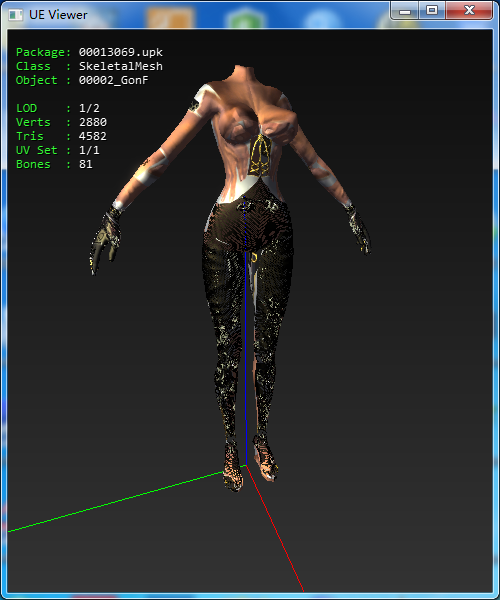 UE Viewer
Package: 00013069.upk
Class : SkeletalMesh
Object : 00002_GonF
LOD : 1/2
Verts : 2880
Tris : 4582
UV Set : 1/1
Bones : 81